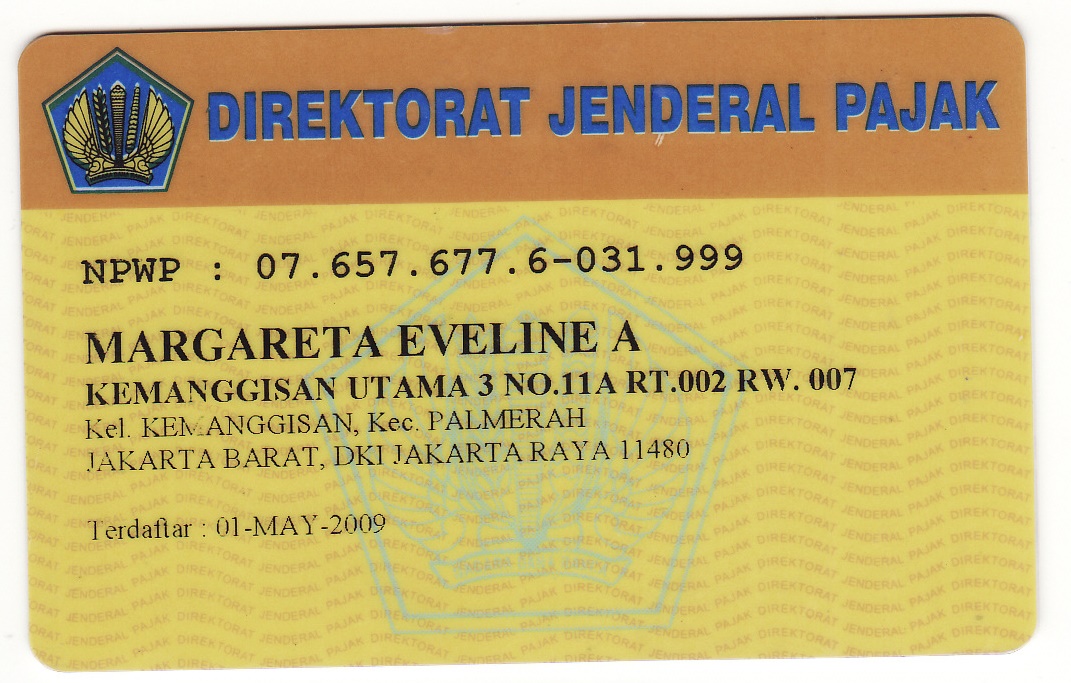 DIREKTORAT JENDERAL PAJAK
NPWP : 07.657.677.6-031.999
MARGARETA EVELINE A
KEMANGGISAN UTAMA 3 NO.11A RT.002 RW. 007
Kel. KEMANGGISAN, Kec. PALMERAH
JAKARTA BARAT, DKI JAKARTA RAYA 11480
Terdaftar : 01-MAY-2009